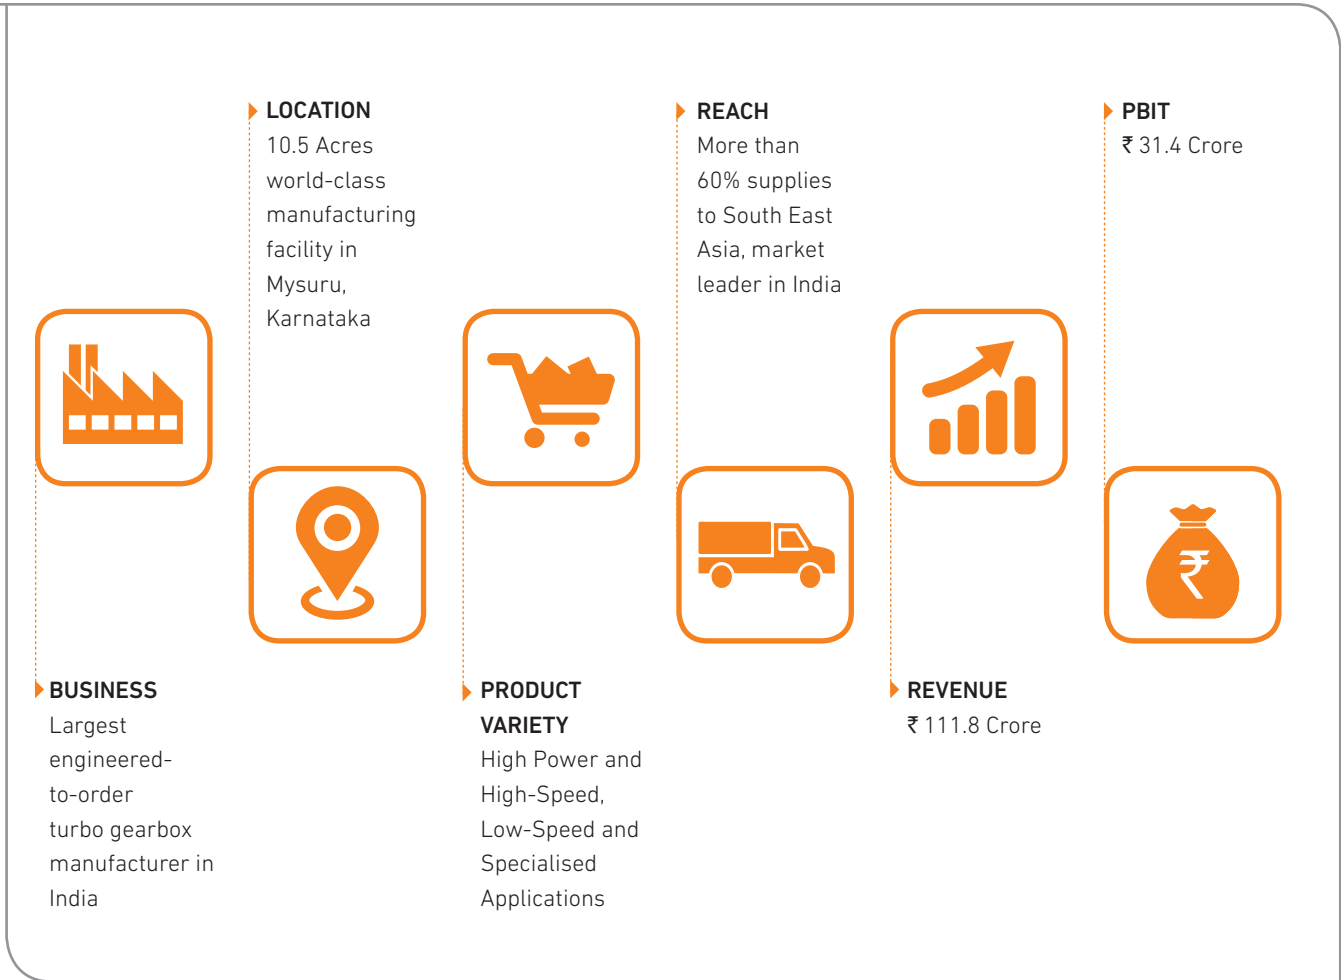 LOCATION
10.5 Acres
world-class
manufacturing
facility in
Mysuru,
Karnataka
REACH
More than
60% supplies
to South East
Asia, market
leader in India
PBIT
₹ 31.4 Crore
₹
BUSINESS
Largest
engineered-
to-order
turbo gearbox
manufacturer in
India
PRODUCT
VARIETY
High Power and
High-Speed,
Low-Speed and
Specialised
Applications
REVENUE
₹ 111.8 Crore